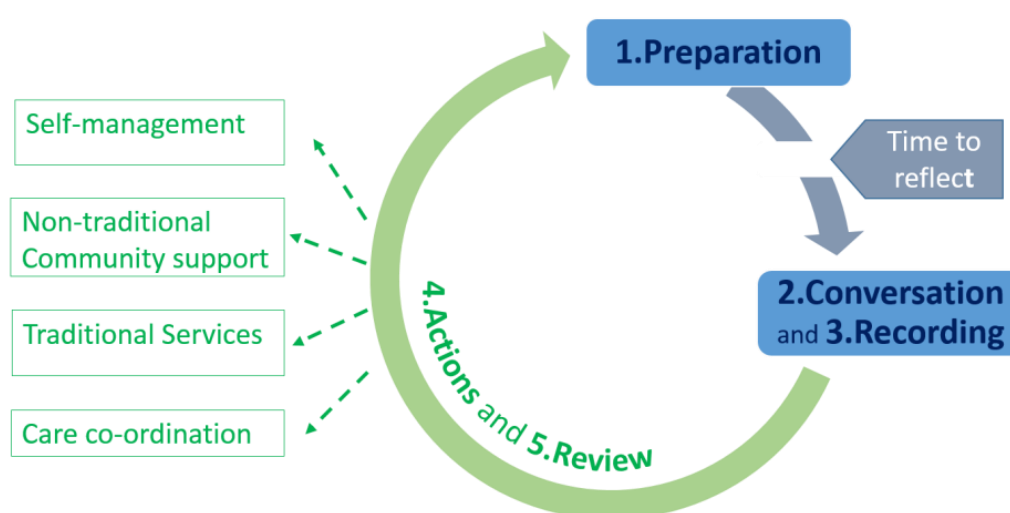 1.Preparation
Time to
reflect
2.Conversation
and 3.Recording
4.Actions and 5.Review
Self-management
Non-traditional
Community support
Traditional Services
Care co-ordination